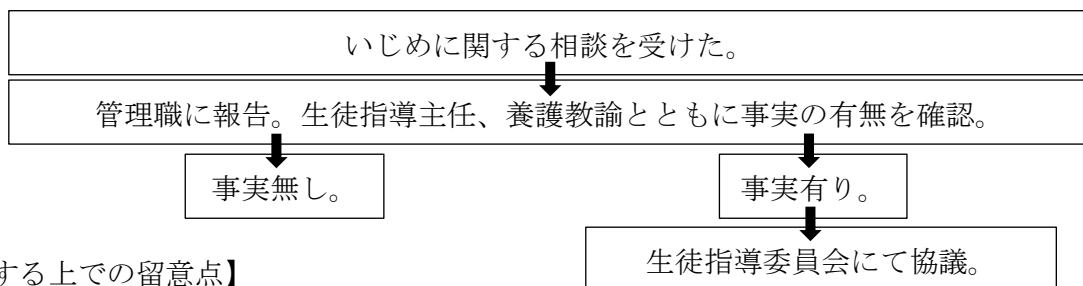 いじめに関する相談を受けた。
管理職に報告。生徒指導主任、養護教諭とともに事実の有無を確認。
事実無し。
事実有り。
生徒指導委員会にて協議。
する上での留意点】